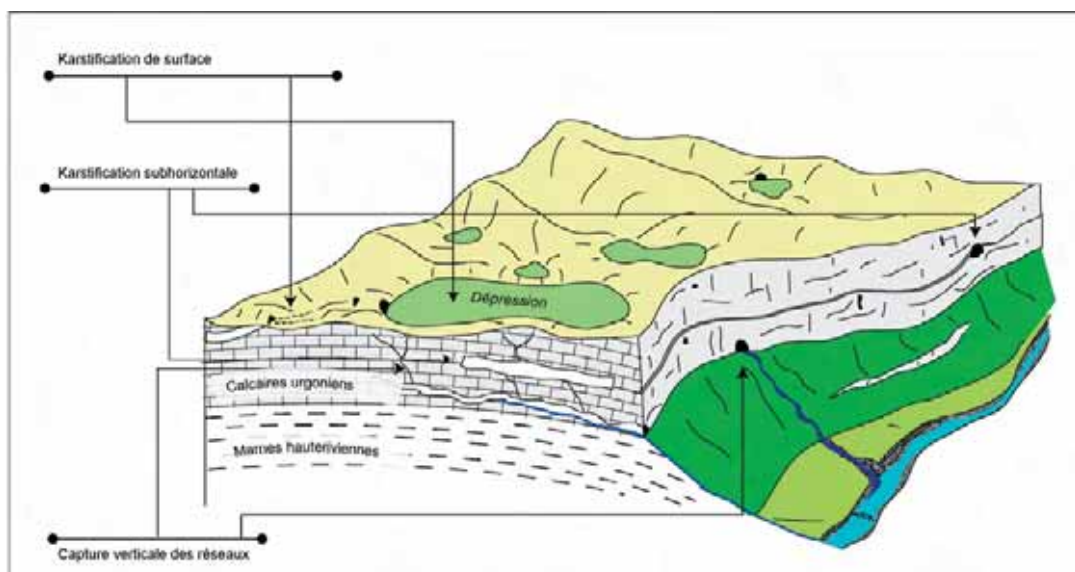 Karstification de surface
Karstification subhorizontale
Dépression
Calcaires urgoniens
Marnes hauteriviennes
Capture verticale des réseaux